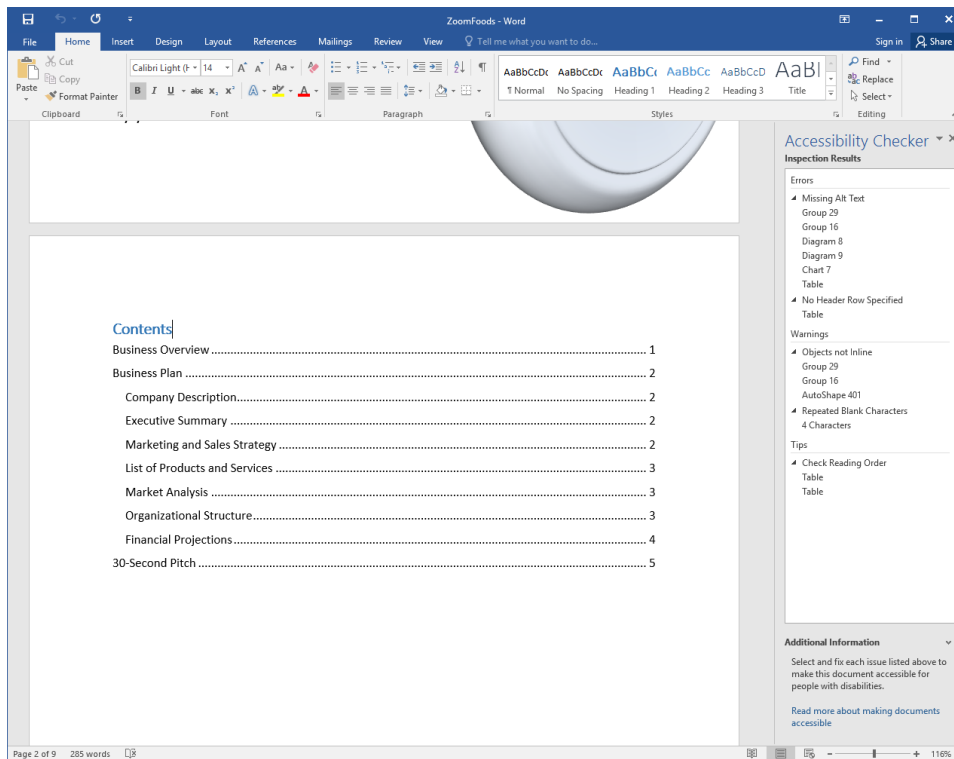 ZoomFoods - Word
File Home Insert Design Layout References Mailings Review View Tell me what you want to do... Sign in Share
Paste
Cut
Copy
Format Painter
Clipboard
Calibri Light (H 14 A A Aa
B I U abc x₂ x² A ab A
Font
Paragraph
AaBbCcDc AaBbCcDc AaBbCc AaBbCc AaBbCcD AaBl
¶ Normal No Spacing Heading 1 Heading 2 Heading 3 Title
Styles
Find
Replace
Select
Editing
Contents
Business Overview 1
Business Plan 2
Company Description 2
Executive Summary 2
Marketing and Sales Strategy 2
List of Products and Services 3
Market Analysis 3
Organizational Structure 3
Financial Projections 4
30-Second Pitch 5
Accessibility Checker
Inspection Results
Errors
Missing Alt Text
Group 29
Group 16
Diagram 8
Diagram 9
Chart 7
Table
No Header Row Specified
Table
Warnings
Objects not Inline
Group 29
Group 16
AutoShape 401
Repeated Blank Characters
4 Characters
Tips
Check Reading Order
Table
Table
Additional Information
Select and fix each issue listed above to
make this document accessible for
people with disabilities.
Read more about making documents
accessible
Page 2 of 9 285 words 116%